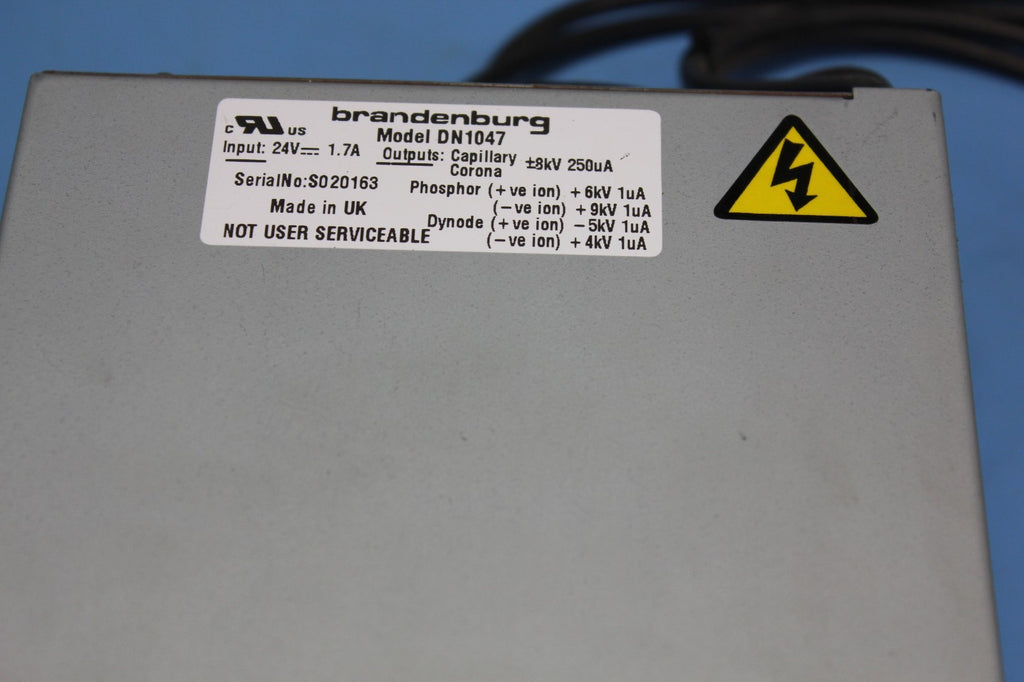 brandenburg
c RU US
Model DN1047
Input: 24V⎓ 1.7A
Outputs: Capillary ±8kV 250uA
Corona
SerialNo:S020163
Phosphor (+ve ion) +6kV 1uA
Made in UK
(-ve ion) +9kV 1uA
Dynode (+ve ion) -5kV 1uA
NOT USER SERVICEABLE
(-ve ion) +4kV 1uA